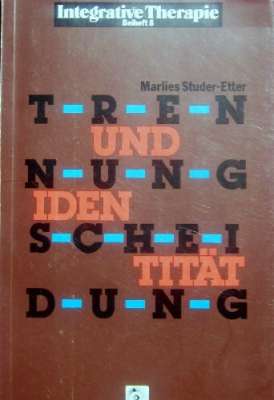 Integrative Therapie
Beiheft 8
Marlies Studer-Etter
T-R-E-N
UND
N-U-N-G
IDEN
S-C-H-E-I
TITÄT
D-U-N-G